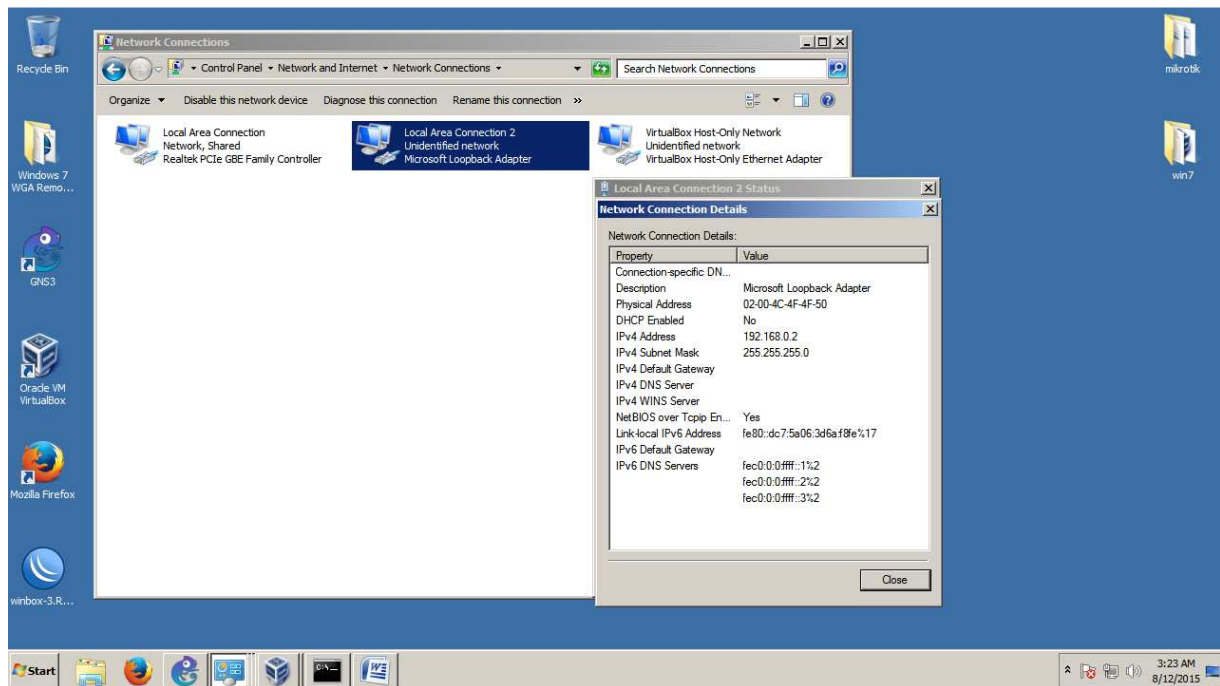 Recycle Bin
Windows 7
WGA Remo...
GNS3
Oracle VM
VirtualBox
Mozilla Firefox
winbox-3.R...
Network Connections
Control Panel Network and Internet Network Connections
Search Network Connections
Organize Disable this network device Diagnose this connection Rename this connection »
Local Area Connection
Network, Shared
Realtek PCIe GBE Family Controller
Local Area Connection 2
Unidentified network
Microsoft Loopback Adapter
VirtualBox Host-Only Network
Unidentified network
VirtualBox Host-Only Ethernet Adapter
Local Area Connection 2 Status
Network Connection Details
Network Connection Details:
Property Value
Connection-specific DN...
Description Microsoft Loopback Adapter
Physical Address 02-00-4C-4F-4F-50
DHCP Enabled No
IPv4 Address 192.168.0.2
IPv4 Subnet Mask 255.255.255.0
IPv4 Default Gateway
IPv4 DNS Server
IPv4 WINS Server
NetBIOS over Tcpip En... Yes
Link-local IPv6 Address fe80::dc7:5a06:3d6a:f8fe%17
IPv6 Default Gateway
IPv6 DNS Servers fec0:0:0:ffff::1%2
fec0:0:0:ffff::2%2
fec0:0:0:ffff::3%2
Close
mikrotik
win7
Start
3:23 AM
8/12/2015